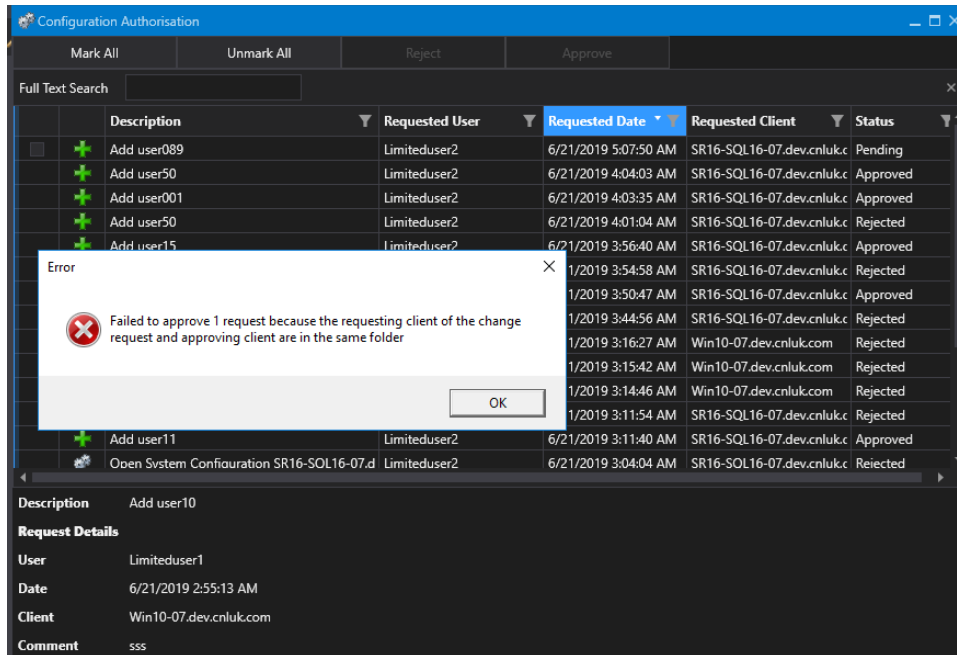 Configuration Authorisation
Mark All Unmark All Reject Approve
Full Text Search
Description Requested User Requested Date Requested Client Status
Add user089 Limiteduser2 6/21/2019 5:07:50 AM SR16-SQL16-07.dev.cnluk.c Pending
Add user50 Limiteduser2 6/21/2019 4:04:03 AM SR16-SQL16-07.dev.cnluk.c Approved
Add user001 Limiteduser2 6/21/2019 4:03:35 AM SR16-SQL16-07.dev.cnluk.c Approved
Add user50 Limiteduser2 6/21/2019 4:01:04 AM SR16-SQL16-07.dev.cnluk.c Rejected
Add user15 Limiteduser2 6/21/2019 3:56:40 AM SR16-SQL16-07.dev.cnluk.c Approved
1/2019 3:54:58 AM SR16-SQL16-07.dev.cnluk.c Rejected
1/2019 3:50:47 AM SR16-SQL16-07.dev.cnluk.c Approved
1/2019 3:44:56 AM SR16-SQL16-07.dev.cnluk.c Rejected
1/2019 3:16:27 AM Win10-07.dev.cnluk.com Rejected
1/2019 3:15:42 AM Win10-07.dev.cnluk.com Rejected
1/2019 3:14:46 AM Win10-07.dev.cnluk.com Rejected
1/2019 3:11:54 AM SR16-SQL16-07.dev.cnluk.c Rejected
Add user11 Limiteduser2 6/21/2019 3:11:40 AM SR16-SQL16-07.dev.cnluk.c Approved
Open System Configuration SR16-SQL16-07.d Limiteduser2 6/21/2019 3:04:04 AM SR16-SQL16-07.dev.cnluk.c Rejected
Error
Failed to approve 1 request because the requesting client of the change
request and approving client are in the same folder
OK
Description Add user10
Request Details
User Limiteduser1
Date 6/21/2019 2:55:13 AM
Client Win10-07.dev.cnluk.com
Comment sss